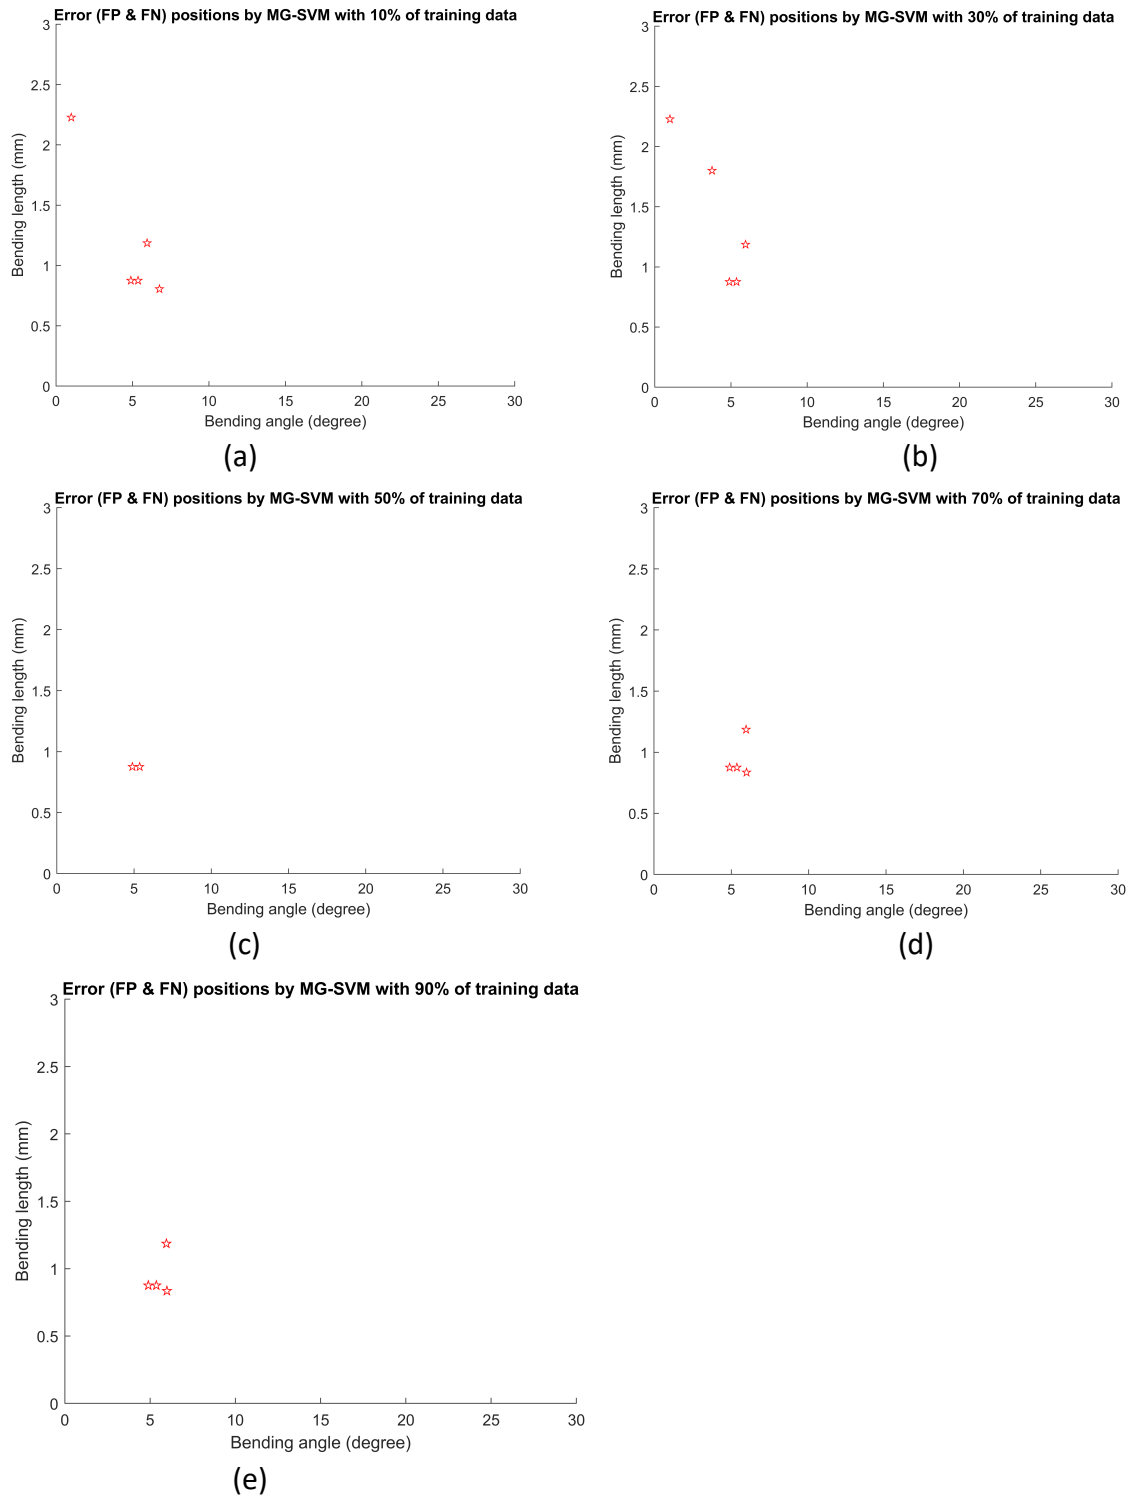 Error (FP & FN) positions by MG-SVM with 10% of training data
3
2.5
2
1.5
1
0.5
0
Bending length (mm)
0 5 10 15 20 25 30
Bending angle (degree)
(a)
Error (FP & FN) positions by MG-SVM with 30% of training data
3
2.5
2
1.5
1
0.5
0
Bending length (mm)
0 5 10 15 20 25 30
Bending angle (degree)
(b)
Error (FP & FN) positions by MG-SVM with 50% of training data
3
2.5
2
1.5
1
0.5
0
Bending length (mm)
0 5 10 15 20 25 30
Bending angle (degree)
(c)
Error (FP & FN) positions by MG-SVM with 70% of training data
3
2.5
2
1.5
1
0.5
0
Bending length (mm)
0 5 10 15 20 25 30
Bending angle (degree)
(d)
Error (FP & FN) positions by MG-SVM with 90% of training data
3
2.5
2
1.5
1
0.5
0
Bending length (mm)
0 5 10 15 20 25 30
Bending angle (degree)
(e)